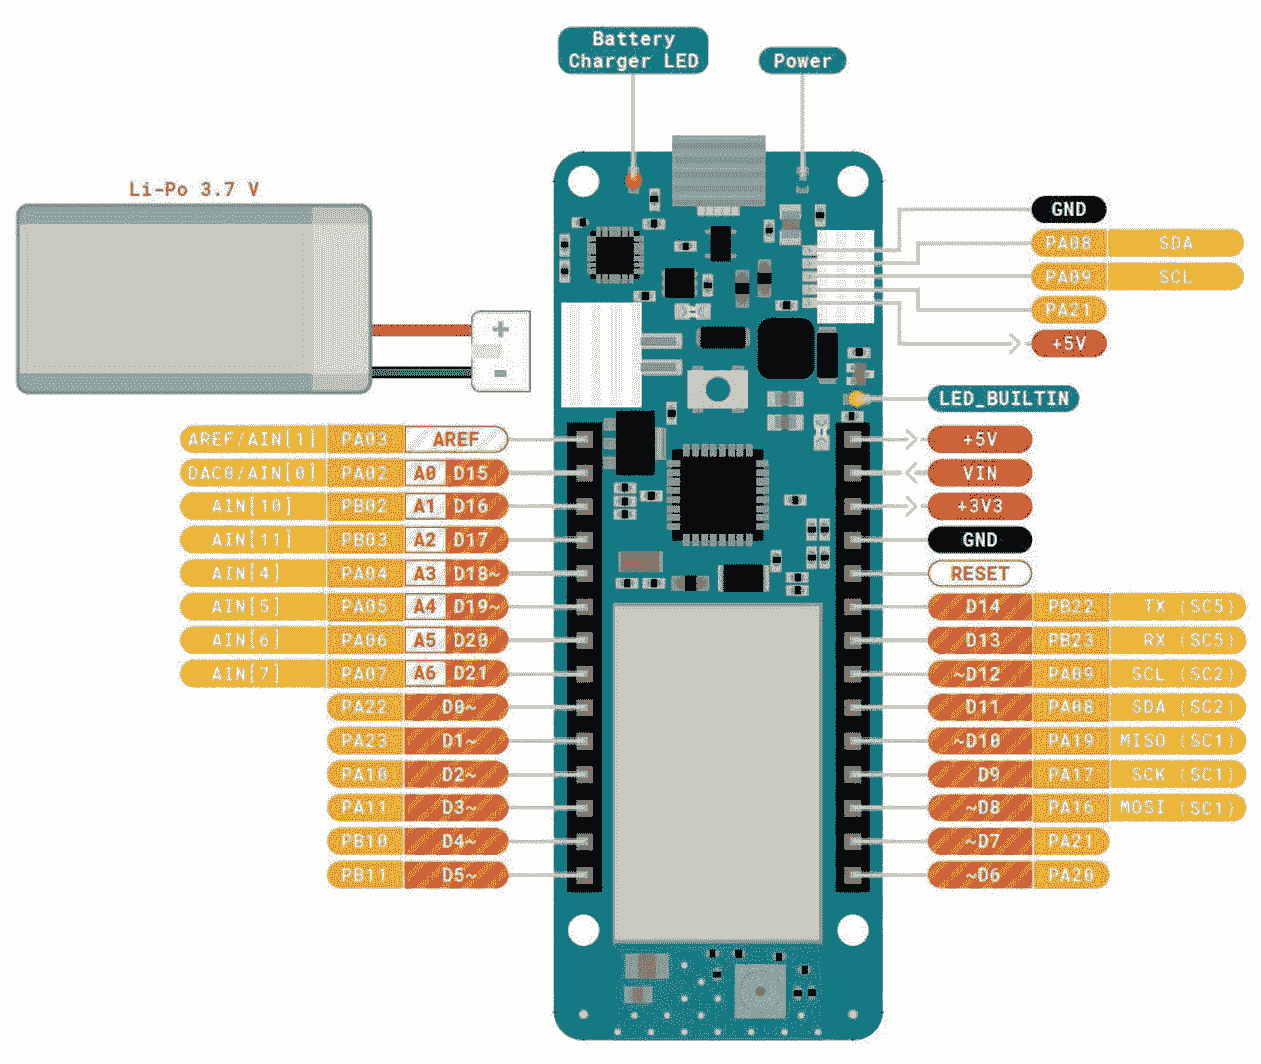 Battery
Charger LED
Power
Li-Po 3.7 V
+
-
GND
PA08 SDA
PA09 SCL
PA21
+5V
LED_BUILTIN
AREF/AIN[1] PA03 AREF
+5V
DAC0/AIN[0] PA02 A0 D15
VIN
AIN[10] PB02 A1 D16
+3V3
AIN[11] PB03 A2 D17
GND
AIN[4] PA04 A3 D18~
RESET
AIN[5] PA05 A4 D19~
D14 PB22 TX (SC5)
AIN[6] PA06 A5 D20
D13 PB23 RX (SC5)
AIN[7] PA07 A6 D21
~D12 PA09 SCL (SC2)
PA22 D0~
D11 PA08 SDA (SC2)
PA23 D1~
~D10 PA19 MISO (SC1)
PA10 D2~
D9 PA17 SCK (SC1)
PA11 D3~
~D8 PA16 MOSI (SC1)
PB10 D4~
~D7 PA21
PB11 D5~
~D6 PA20